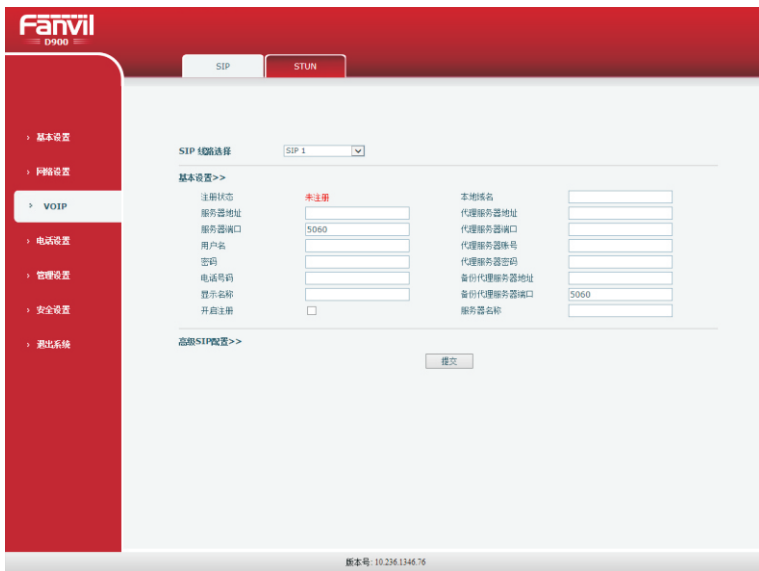 Fanvil
D900
SIP
STUN
› 基本设置
› 网络设置
› VOIP
› 电话设置
› 管理设置
› 安全设置
› 退出系统
SIP 线路选择 SIP 1
基本设置>>
注册状态 未注册 本地域名
服务器地址 代理服务器地址
服务器端口 5060 代理服务器端口
用户名 代理服务器账号
密码 代理服务器密码
电话号码 备份代理服务器地址
显示名称 备份代理服务器端口 5060
开启注册 服务器名称
高级SIP配置>>
提交
版本号: 10.236.1346.76